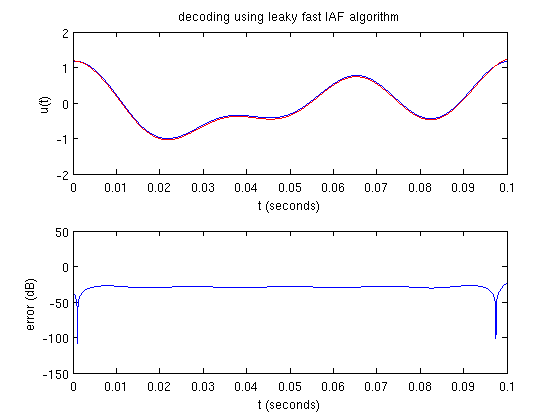 decoding using leaky fast IAF algorithm
2
1
0
-1
-2
u(t)
0 0.01 0.02 0.03 0.04 0.05 0.06 0.07 0.08 0.09 0.1
t (seconds)
50
0
-50
-100
-150
error (dB)
0 0.01 0.02 0.03 0.04 0.05 0.06 0.07 0.08 0.09 0.1
t (seconds)